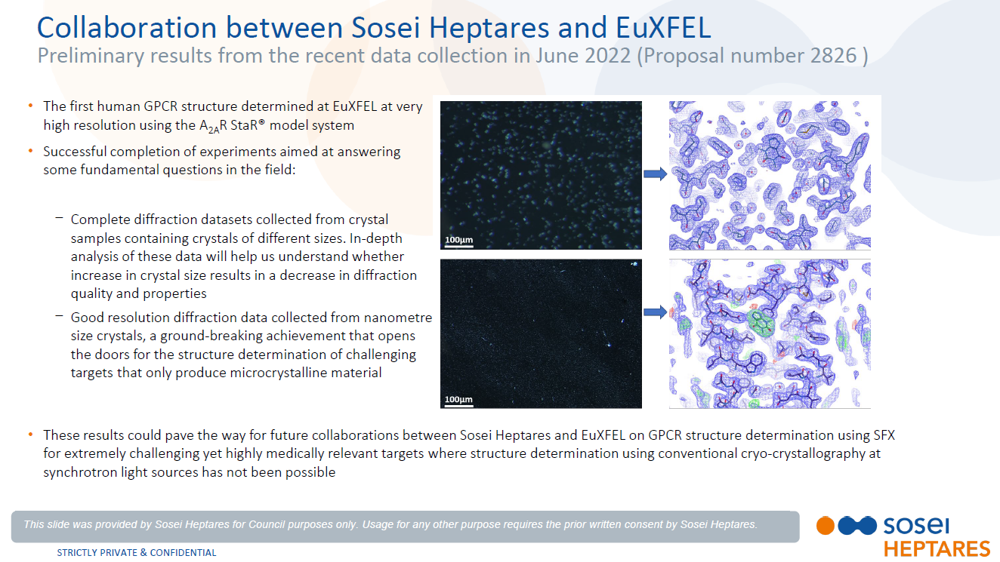 Collaboration between Sosei Heptares and EuXFEL
Preliminary results from the recent data collection in June 2022 (Proposal number 2826 )
• The first human GPCR structure determined at EuXFEL at very
high resolution using the A2AR StaR® model system
• Successful completion of experiments aimed at answering
some fundamental questions in the field:
– Complete diffraction datasets collected from crystal
samples containing crystals of different sizes. In-depth
analysis of these data will help us understand whether
increase in crystal size results in a decrease in diffraction
quality and properties
– Good resolution diffraction data collected from nanometre
size crystals, a ground-breaking achievement that opens
the doors for the structure determination of challenging
targets that only produce microcrystalline material
100µm
100µm
• These results could pave the way for future collaborations between Sosei Heptares and EuXFEL on GPCR structure determination using SFX
for extremely challenging yet highly medically relevant targets where structure determination using conventional cryo-crystallography at
synchrotron light sources has not been possible
This slide was provided by Sosei Heptares for Council purposes only. Usage for any other purpose requires the prior written consent by Sosei Heptares.
STRICTLY PRIVATE & CONFIDENTIAL
sosei
HEPTARES